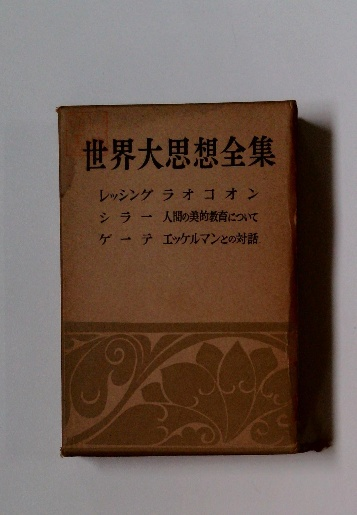 世界大思想全集
レッシング ラオコオン
シラー 人間の美的教育について
ゲーテ エッケルマンとの対話